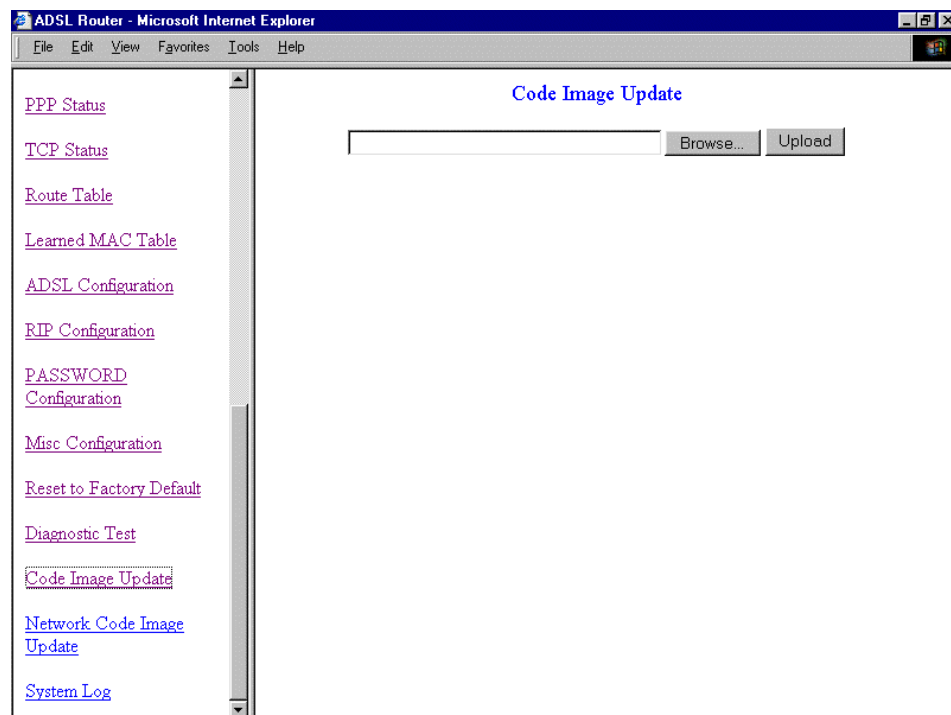 ADSL Router - Microsoft Internet Explorer
File Edit View Favorites Tools Help
PPP Status
TCP Status
Route Table
Learned MAC Table
ADSL Configuration
RIP Configuration
PASSWORD
Configuration
Misc Configuration
Reset to Factory Default
Diagnostic Test
Code Image Update
Network Code Image
Update
System Log
Code Image Update
Browse... Upload